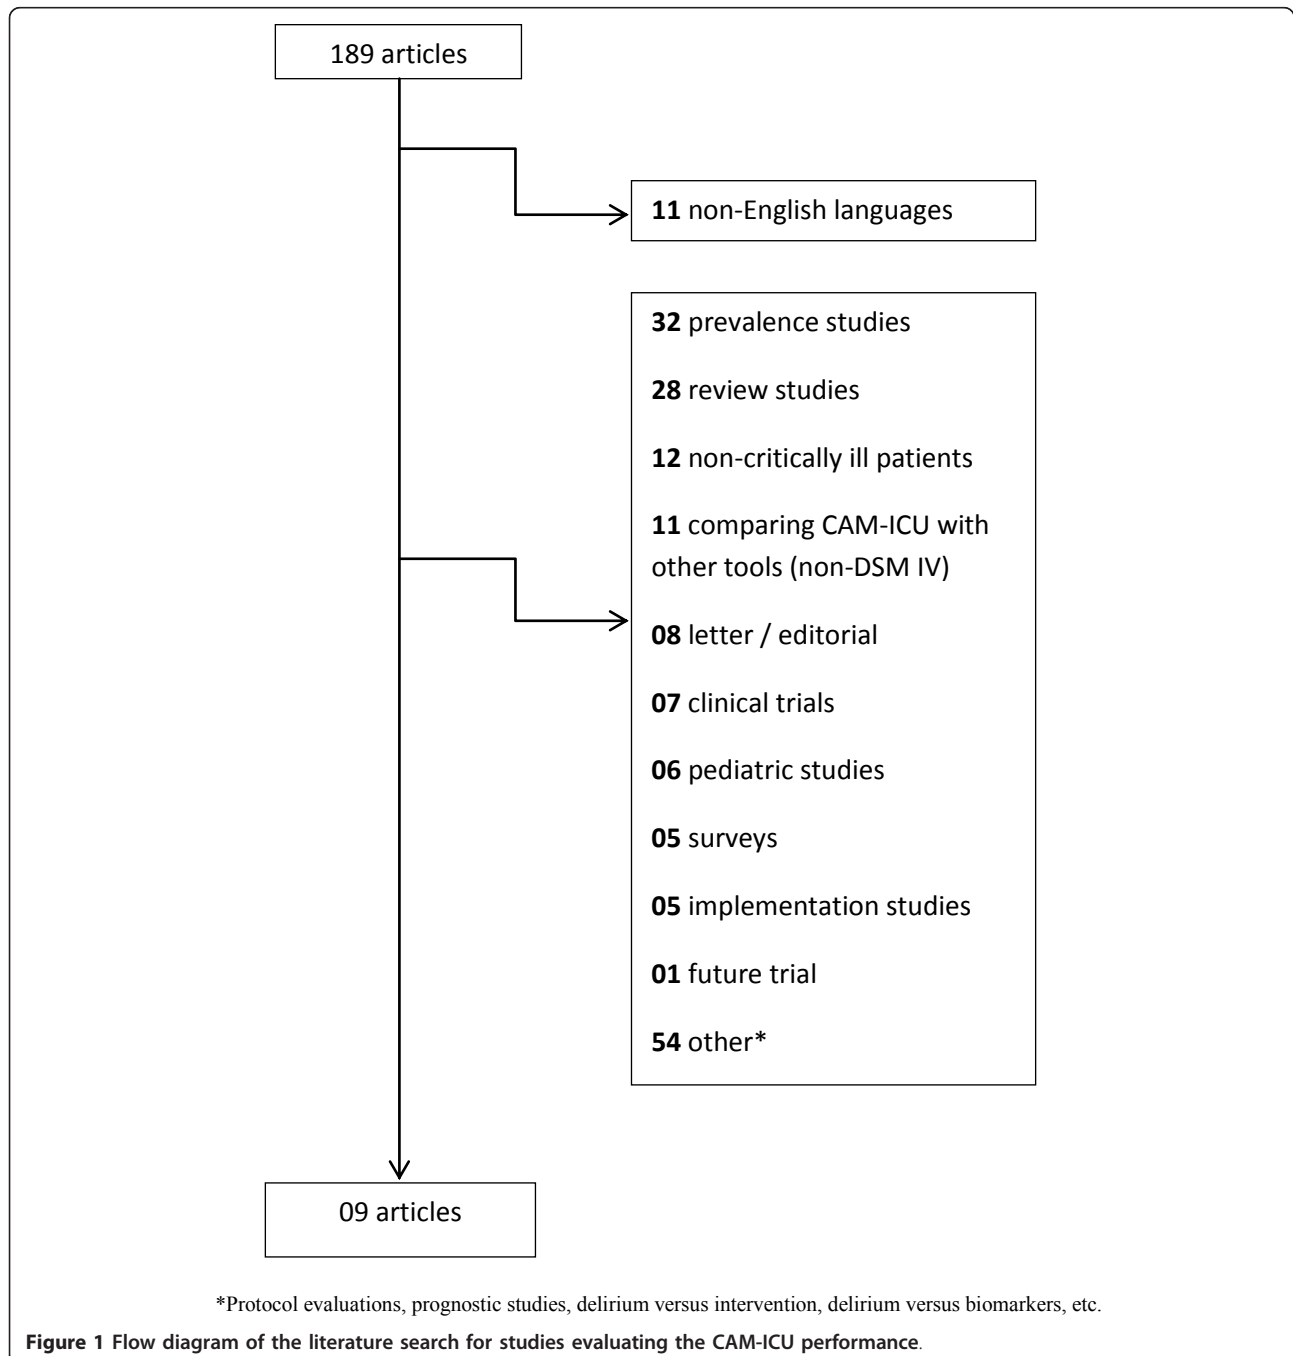 189 articles
11 non-English languages
32 prevalence studies
28 review studies
12 non-critically ill patients
11 comparing CAM-ICU with
other tools (non-DSM IV)
08 letter / editorial
07 clinical trials
06 pediatric studies
05 surveys
05 implementation studies
01 future trial
54 other*
09 articles
*Protocol evaluations, prognostic studies, delirium versus intervention, delirium versus biomarkers, etc.
Figure 1 Flow diagram of the literature search for studies evaluating the CAM-ICU performance.